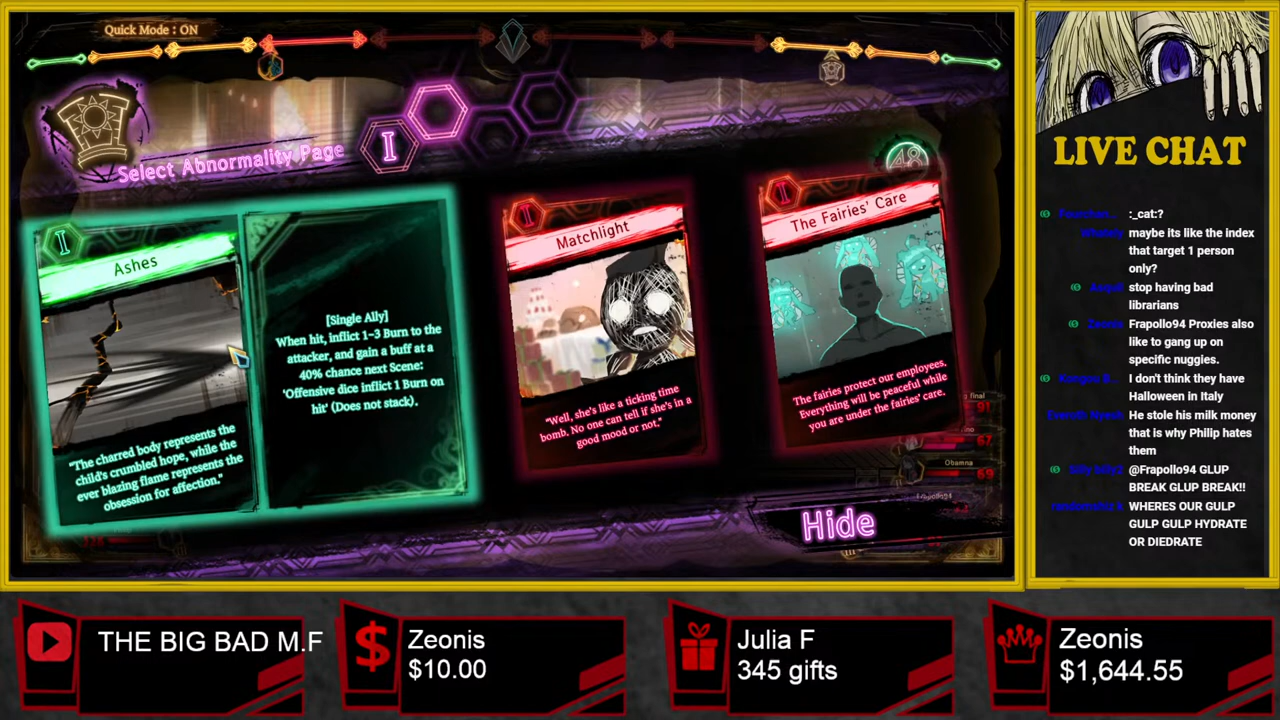 Quick Mode : ON
Select Abnormality Page
I
48
I
Ashes
"The charred body represents the
child's crumbled hope, while the
ever blazing flame represents the
obsession for affection."
[Single Ally]
When hit, inflict 1-3 Burn to the
attacker, and gain a buff at a
40% chance next Scene:
'Offensive dice inflict 1 Burn on
hit' (Does not stack).
I
Matchlight
"Well, she's like a ticking time
bomb. No one can tell if she's in a
good mood or not."
I
The Fairies' Care
The fairies protect our employees.
Everything will be peaceful while
you are under the fairies' care.
91
67
Obamna
69
Hide
LIVE CHAT
:_cat:?
maybe its like the index
that target 1 person
only?
stop having bad
librarians
Zeonis Frapollo94 Proxies also
like to gang up on
specific nuggies.
I don't think they have
Halloween in Italy
He stole his milk money
that is why Philip hates
them
@Frapollo94 GLUP
BREAK GLUP BREAK!!
WHERES OUR GULP
GULP GULP HYDRATE
OR DIEDRATE
THE BIG BAD M.F
Zeonis
$10.00
Julia F
345 gifts
Zeonis
$1,644.55